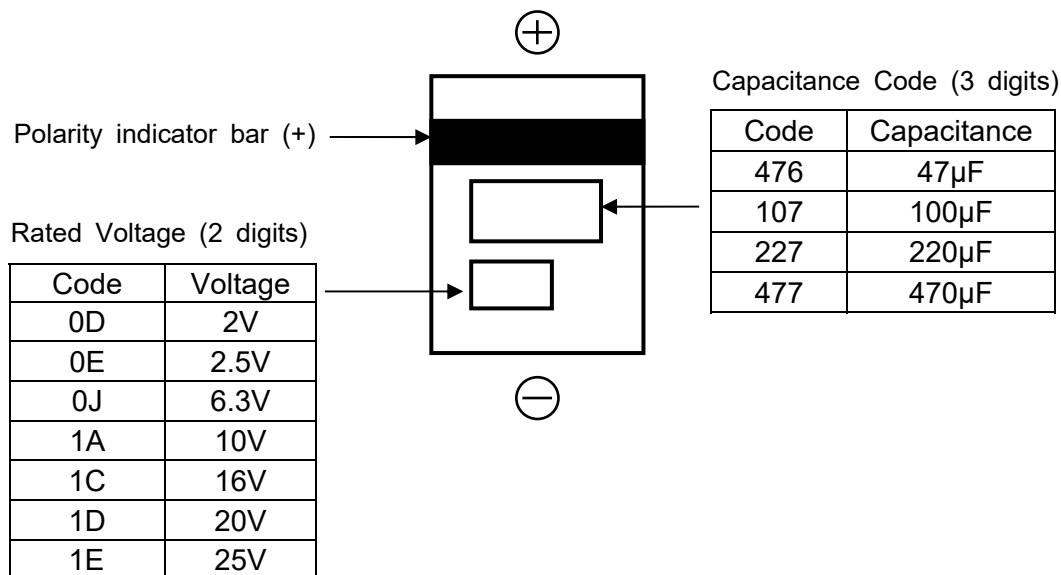 ⊕
Polarity indicator bar (+)
Capacitance Code (3 digits)
Code Capacitance
476 47µF
107 100µF
227 220µF
477 470µF
Rated Voltage (2 digits)
Code Voltage
0D 2V
0E 2.5V
0J 6.3V
1A 10V
1C 16V
1D 20V
1E 25V
⊖